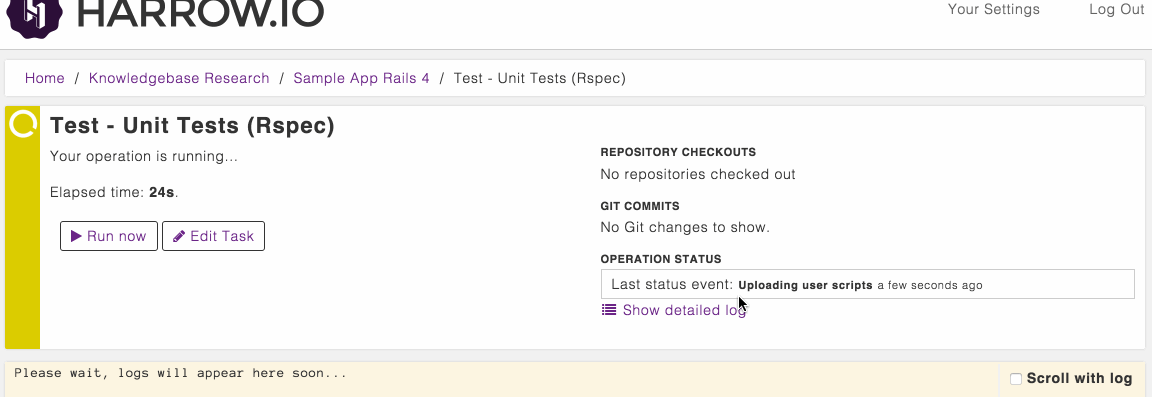 HARROW.IO
Your Settings
Log Out
Home / Knowledgebase Research / Sample App Rails 4 / Test - Unit Tests (Rspec)
Test - Unit Tests (Rspec)
Your operation is running...
Elapsed time: 24s.
Run now
Edit Task
REPOSITORY CHECKOUTS
No repositories checked out
GIT COMMITS
No Git changes to show.
OPERATION STATUS
Last status event: Uploading user scripts a few seconds ago
Show detailed log
Please wait, logs will appear here soon...
Scroll with log